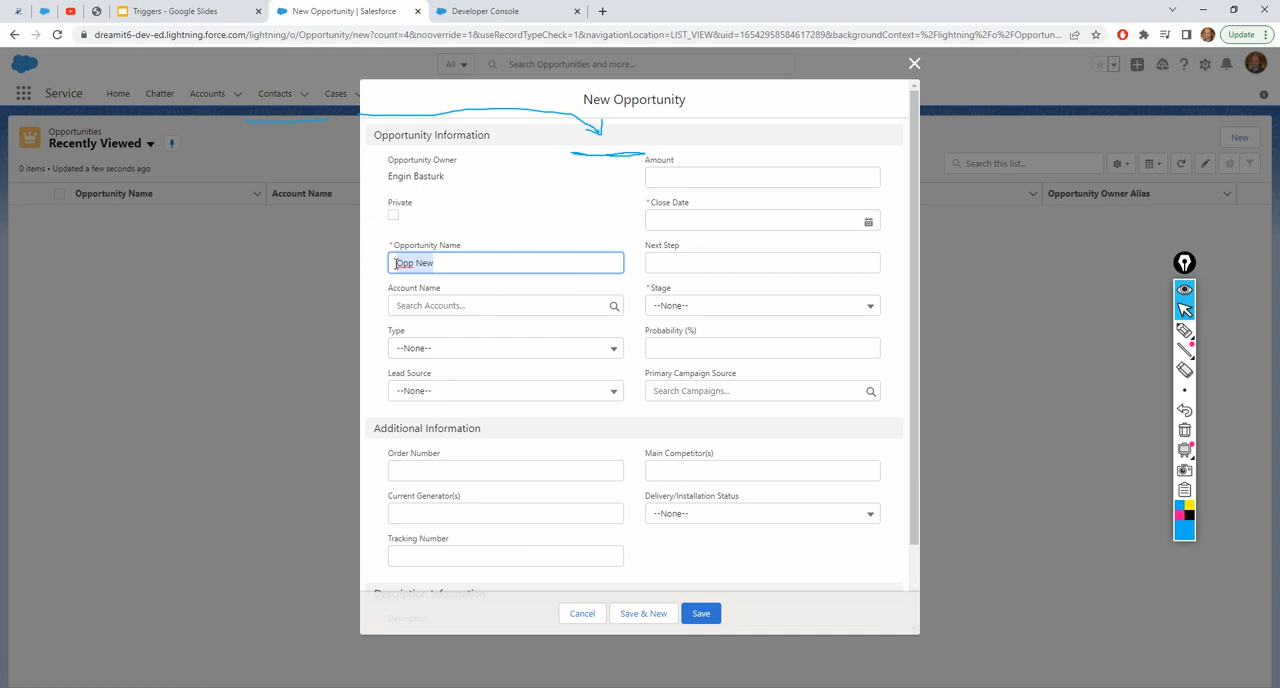 Triggers - Google Slides
New Opportunity | Salesforce
Developer Console
dreamit6-dev-ed.lightning.force.com/lightning/o/Opportunity/new?count=4&nooverride=1&useRecordTypeCheck=1&navigationLocation=LIST_VIEW&uid=16542958584617289&backgroundContext=%2Flightning%2Fo%2FOpportun...
Update
All
Search Opportunities and more...
Service
Home
Chatter
Accounts
Contacts
Cases
Opportunities
Recently Viewed
0 items • Updated a few seconds ago
New
Search this list...
Opportunity Name
Account Name
Opportunity Owner Alias
New Opportunity
Opportunity Information
Opportunity Owner
Engin Basturk
Amount
Private
*Close Date
*Opportunity Name
Opp New
Next Step
Account Name
Search Accounts...
*Stage
--None--
Type
--None--
Probability (%)
Lead Source
--None--
Primary Campaign Source
Search Campaigns...
Additional Information
Order Number
Main Competitor(s)
Current Generator(s)
Delivery/Installation Status
--None--
Tracking Number
Description Information
Description
Cancel
Save & New
Save